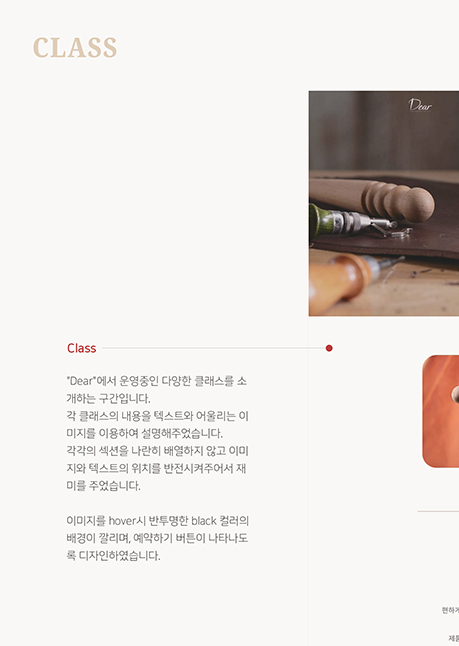 CLASS
Dear
Class
"Dear"에서 운영중인 다양한 클래스를 소
개하는 구간입니다.
각 클래스의 내용을 텍스트와 어울리는 이
미지를 이용하여 설명해주었습니다.
각각의 섹션을 나란히 배열하지 않고 이미
지와 텍스트의 위치를 반전시켜주어서 재
미를 주었습니다.
이미지를 hover시 반투명한 black 컬러의
배경이 깔리며, 예약하기 버튼이 나타나도
록 디자인하였습니다.
편하게